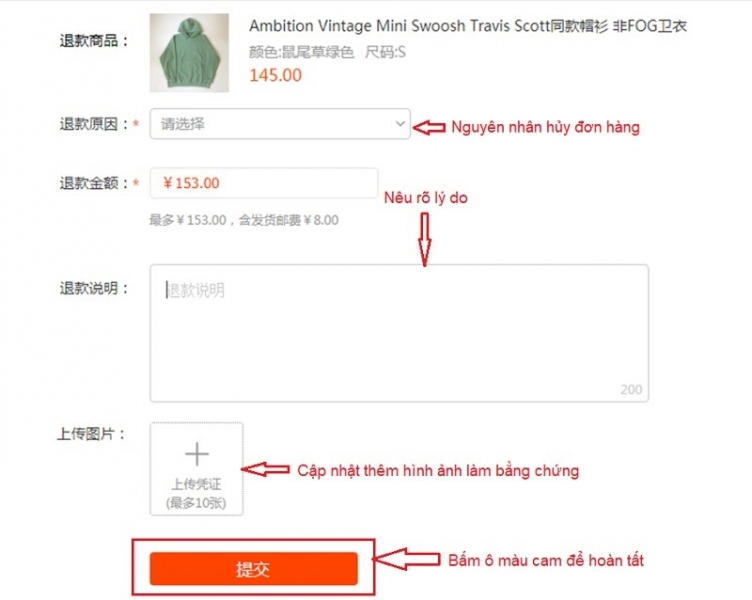 退款商品：
Ambition Vintage Mini Swoosh Travis Scott同款帽衫 非FOG卫衣
颜色:鼠尾草绿色 尺码:S
145.00
退款原因：*
请选择
Nguyên nhân hủy đơn hàng
退款金额：*
￥153.00
最多￥153.00，含发货邮费￥8.00
Nêu rõ lý do
退款说明：
退款说明
200
上传图片：
上传凭证
(最多10张)
Cập nhật thêm hình ảnh làm bằng chứng
提交
Bấm ô màu cam để hoàn tất